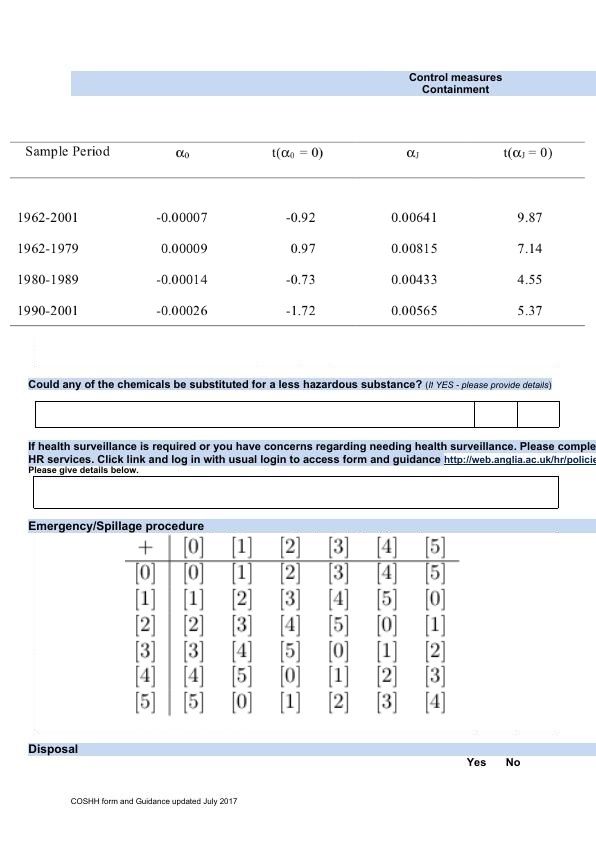 Control measures
Containment
Sample Period α0 t(α0 = 0) αJ t(αJ = 0)
1962-2001 -0.00007 -0.92 0.00641 9.87
1962-1979 0.00009 0.97 0.00815 7.14
1980-1989 -0.00014 -0.73 0.00433 4.55
1990-2001 -0.00026 -1.72 0.00565 5.37
Could any of the chemicals be substituted for a less hazardous substance? (If YES - please provide details)
If health surveillance is required or you have concerns regarding needing health surveillance. Please comple
HR services. Click link and log in with usual login to access form and guidance http://web.anglia.ac.uk/hr/policie
Please give details below.
Emergency/Spillage procedure
+ [0] [1] [2] [3] [4] [5]
[0] [0] [1] [2] [3] [4] [5]
[1] [1] [2] [3] [4] [5] [0]
[2] [2] [3] [4] [5] [0] [1]
[3] [3] [4] [5] [0] [1] [2]
[4] [4] [5] [0] [1] [2] [3]
[5] [5] [0] [1] [2] [3] [4]
Disposal
Yes No
COSHH form and Guidance updated July 2017